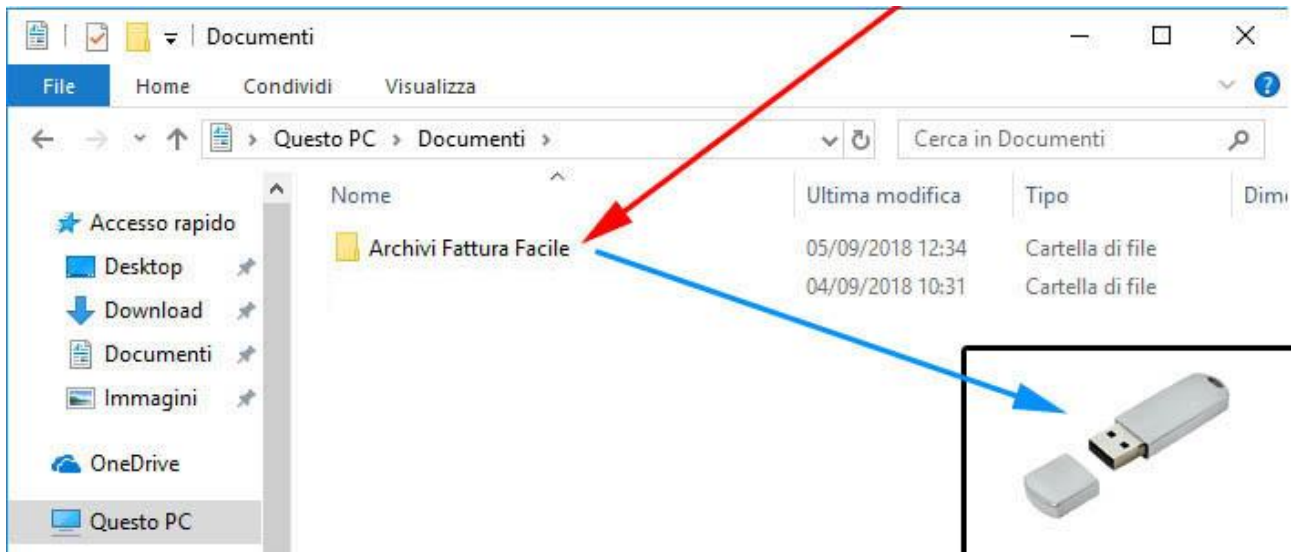 Documenti
File Home Condividi Visualizza
Questo PC > Documenti >
Cerca in Documenti
Nome Ultima modifica Tipo
Accesso rapido
Archivi Fattura Facile 05/09/2018 12:34 Cartella di file
Desktop
04/09/2018 10:31 Cartella di file
Download
Documenti
Immagini
OneDrive
Questo PC